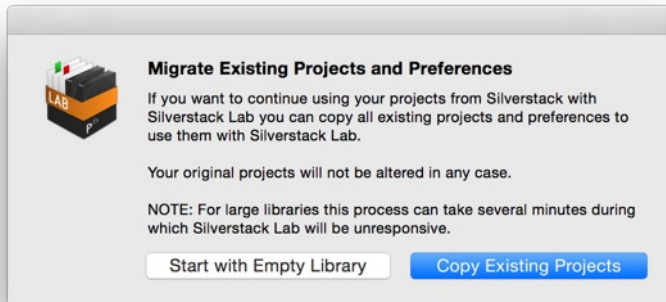 LAB
P
Migrate Existing Projects and Preferences
If you want to continue using your projects from Silverstack with
Silverstack Lab you can copy all existing projects and preferences to
use them with Silverstack Lab.
Your original projects will not be altered in any case.
NOTE: For large libraries this process can take several minutes during
which Silverstack Lab will be unresponsive.
Start with Empty Library
Copy Existing Projects